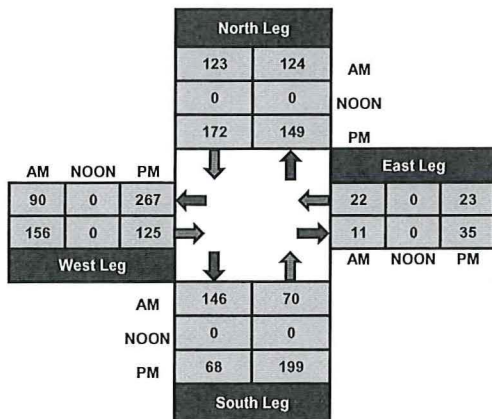 North Leg
123 124 AM
0 0 NOON
172 149 PM
AM NOON PM
90 0 267
156 0 125
West Leg
East Leg
22 0 23
11 0 35
AM NOON PM
AM 146 70
NOON 0 0
PM 68 199
South Leg